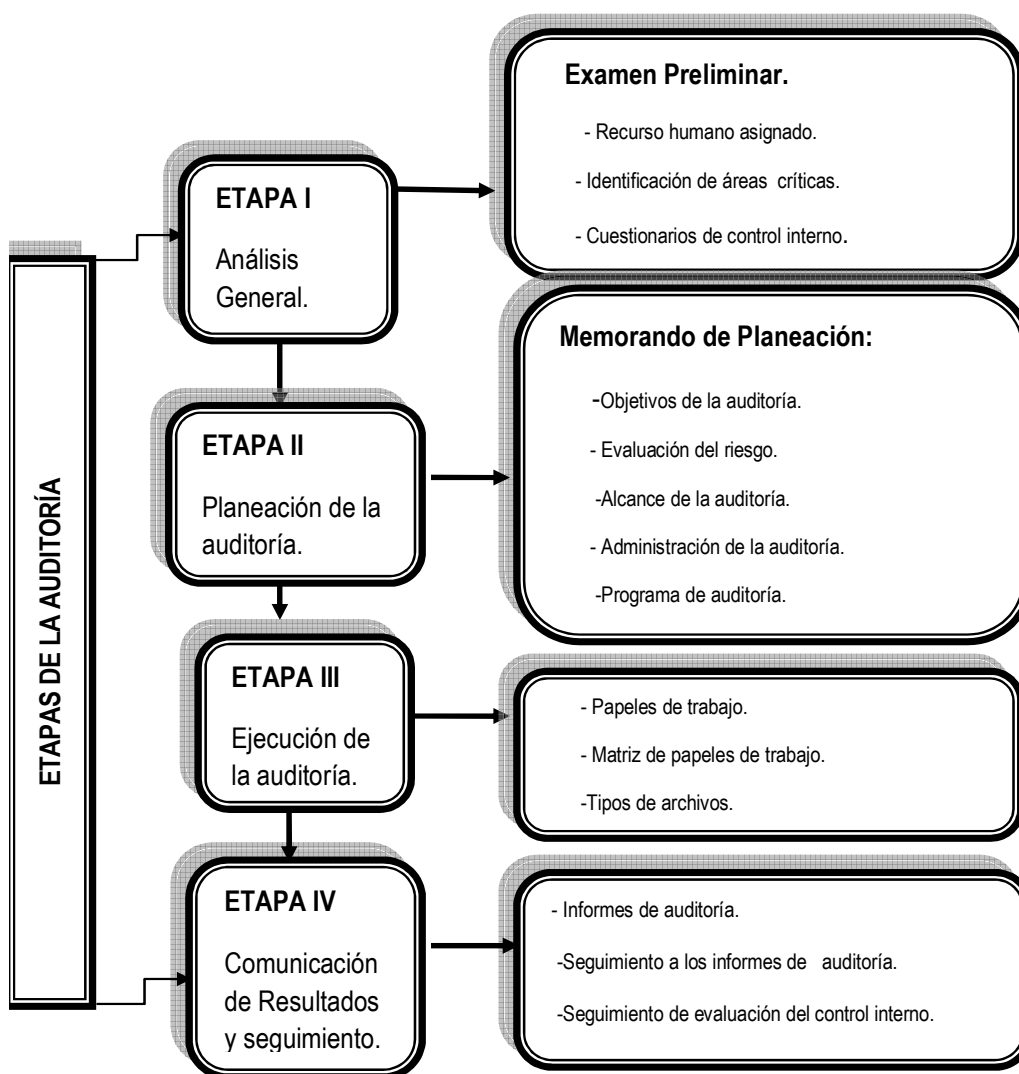 ETAPAS DE LA AUDITORÍA
ETAPA I
Análisis
General.
Examen Preliminar.
- Recurso humano asignado.
- Identificación de áreas críticas.
- Cuestionarios de control interno.
ETAPA II
Planeación de la
auditoría.
Memorando de Planeación:
-Objetivos de la auditoría.
- Evaluación del riesgo.
-Alcance de la auditoría.
- Administración de la auditoría.
-Programa de auditoría.
ETAPA III
Ejecución de
la auditoría.
- Papeles de trabajo.
- Matriz de papeles de trabajo.
-Tipos de archivos.
ETAPA IV
Comunicación
de Resultados
y seguimiento.
- Informes de auditoría.
-Seguimiento a los informes de auditoría.
-Seguimiento de evaluación del control interno.